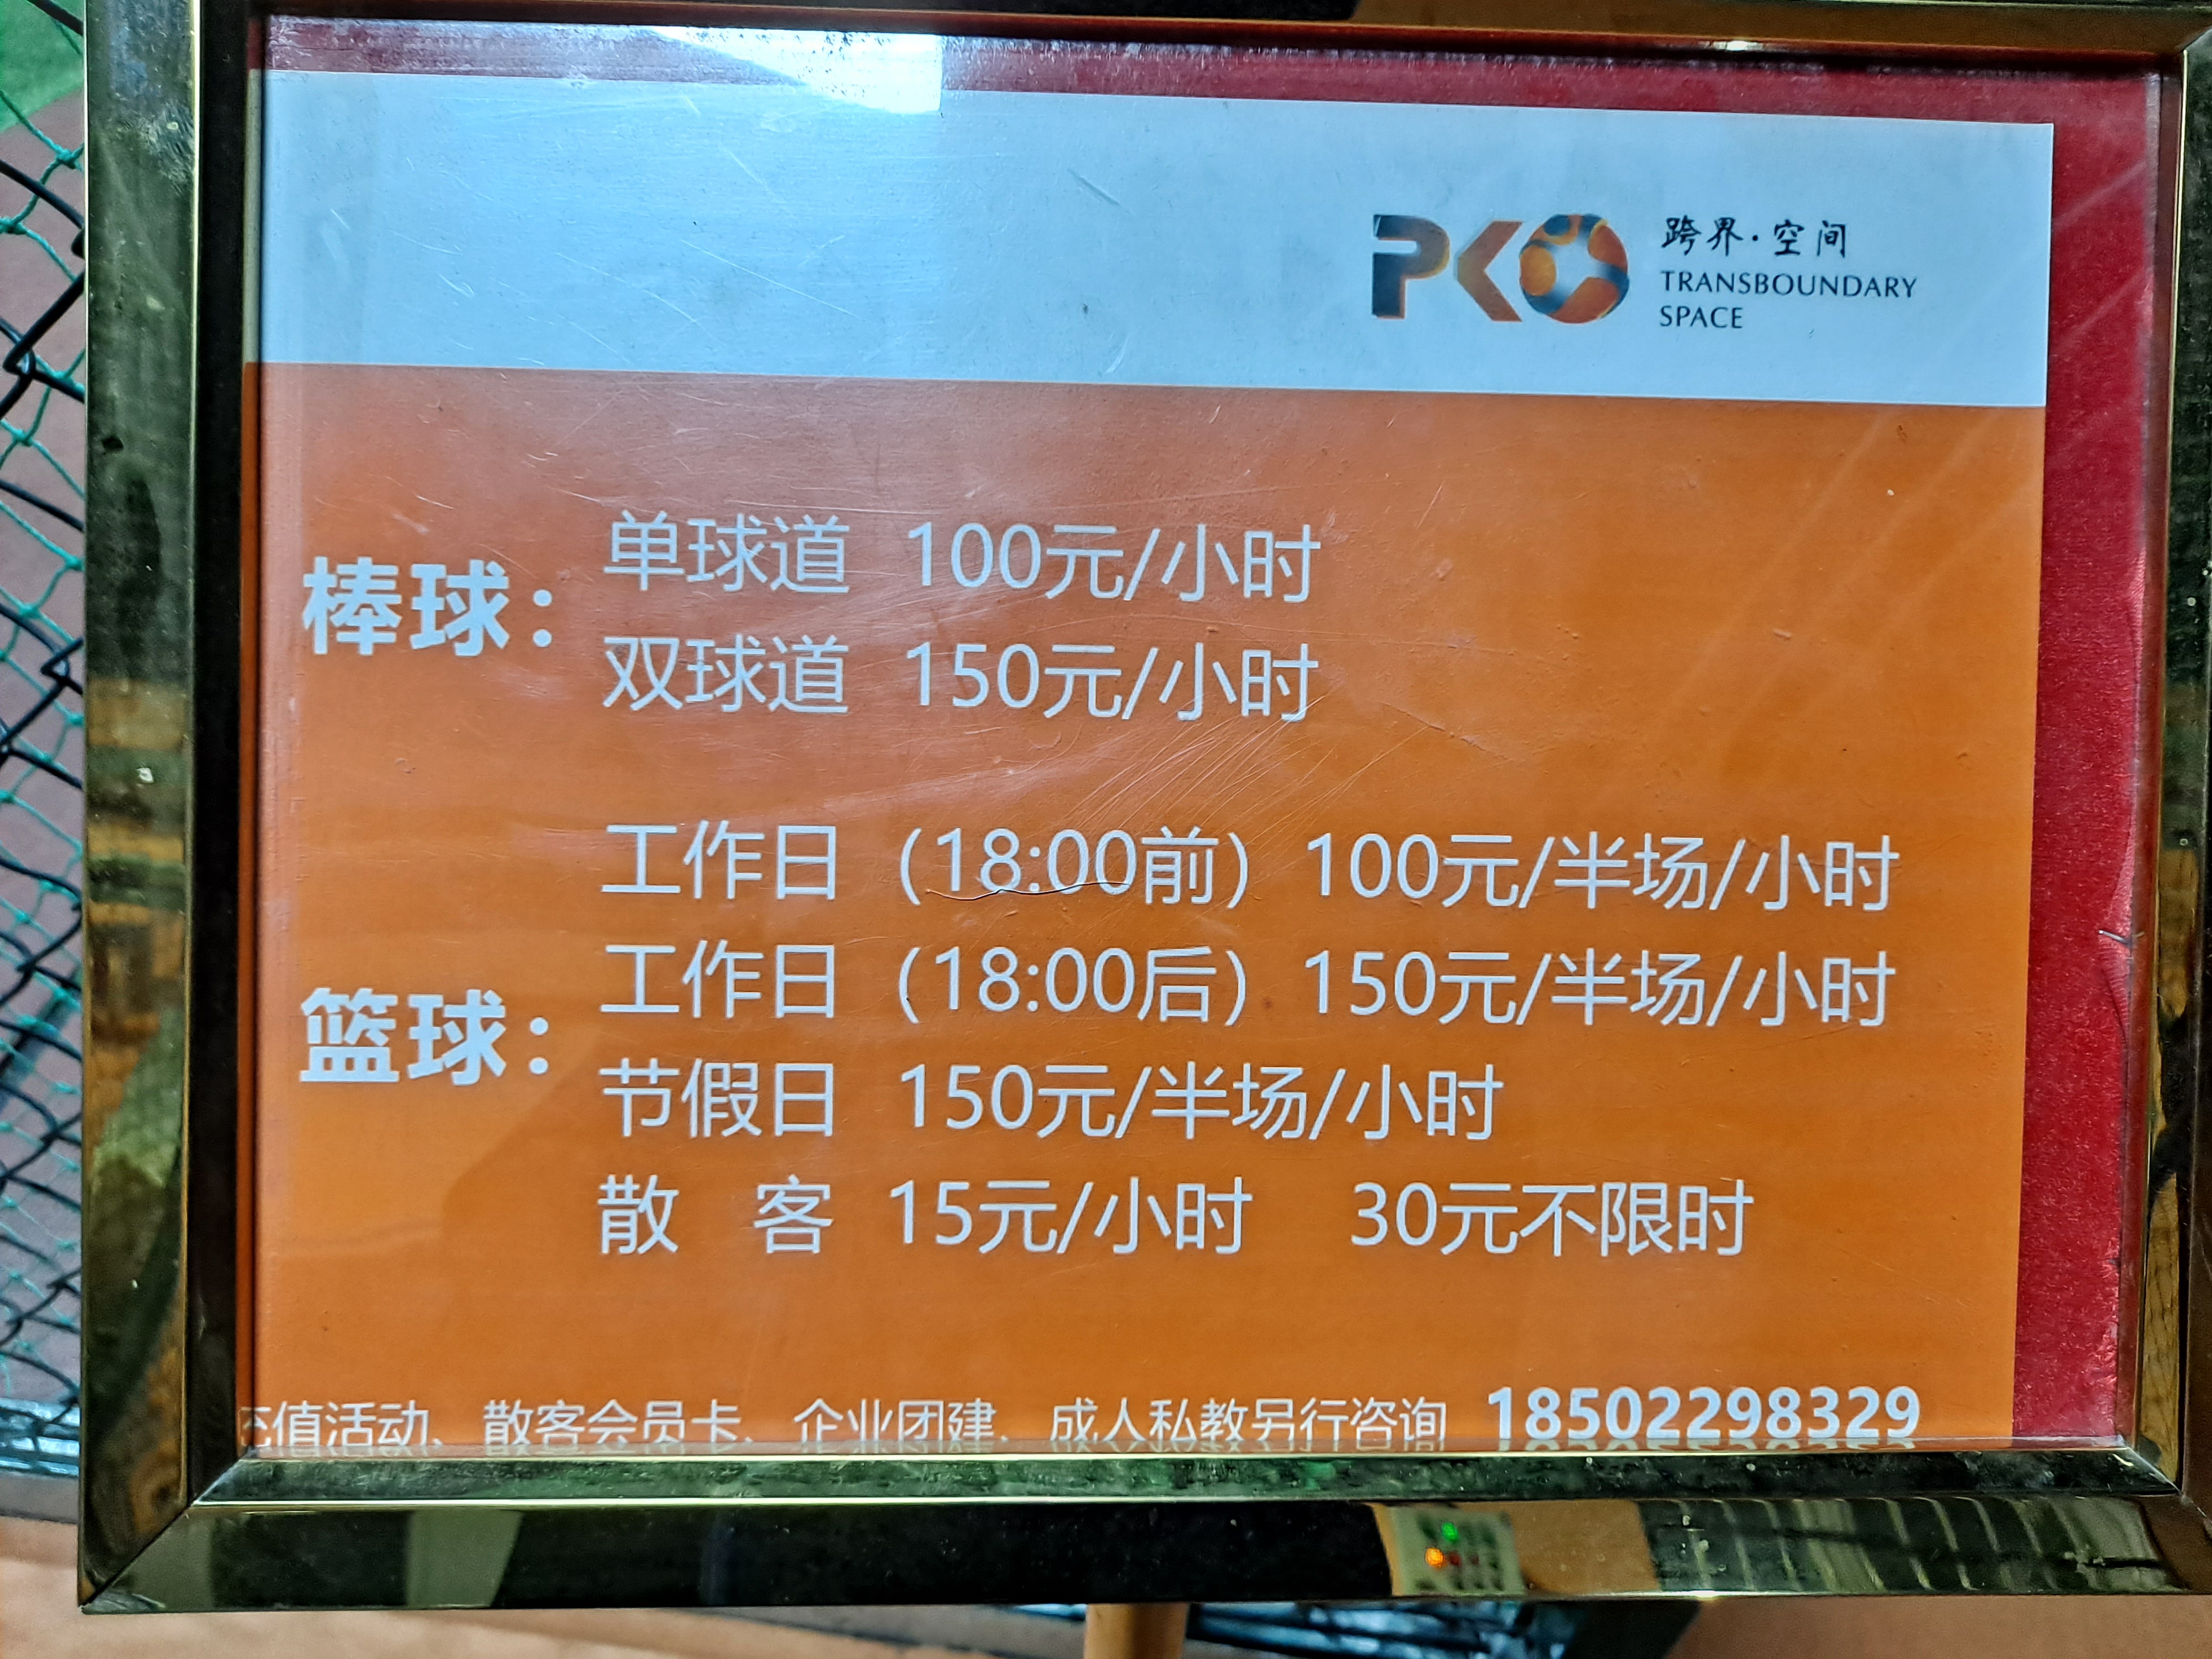 PKO
跨界·空间
TRANSBOUNDARY
SPACE
棒球：
单球道 100元/小时
双球道 150元/小时
篮球：
工作日（18:00前）100元/半场/小时
工作日（18:00后）150元/半场/小时
节假日 150元/半场/小时
散 客 15元/小时 30元不限时
充值活动、散客会员卡、企业团建、成人私教另行咨询 18502298329